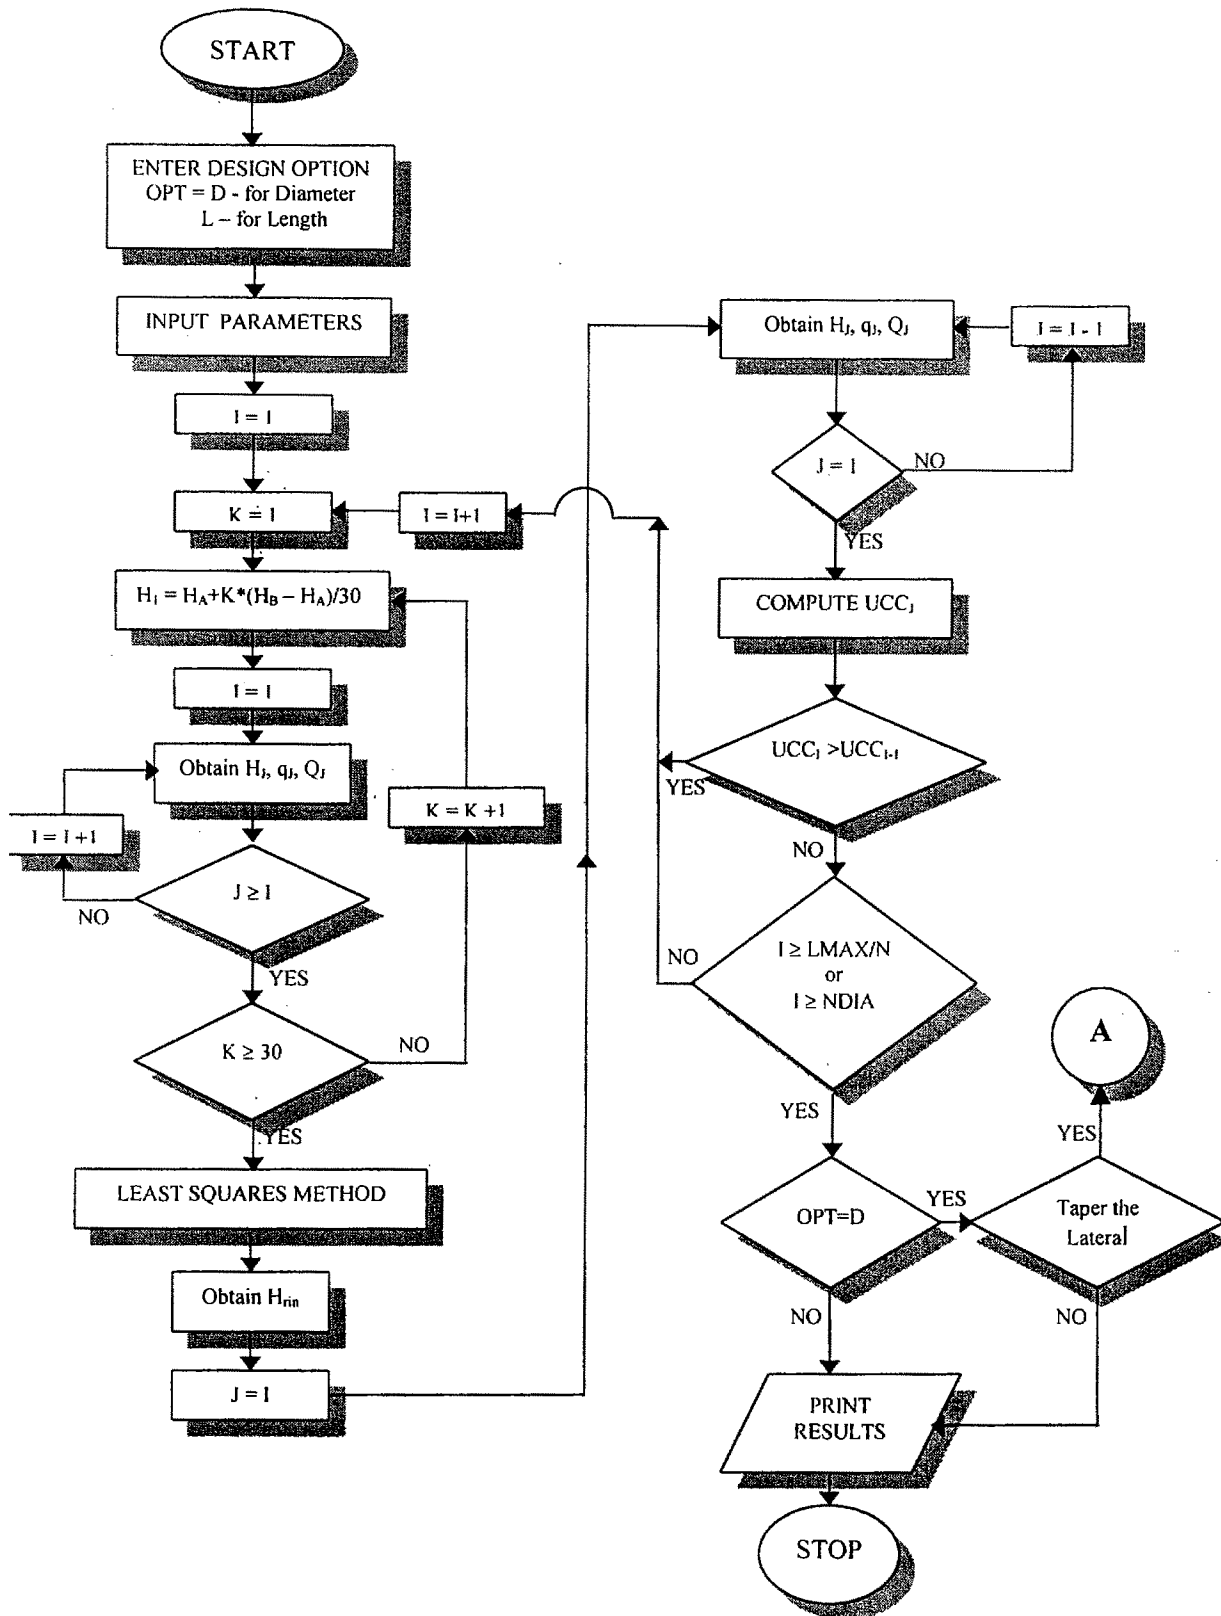 START
ENTER DESIGN OPTION
OPT = D - for Diameter
L – for Length
INPUT PARAMETERS
I = I
K = I
I = I+1
H₁ = H_A+K*(H_B – H_A)/30
I = I
Obtain H_J, q_J, Q_J
I = I +1
K = K +1
J ≥ I
NO
YES
K ≥ 30
NO
YES
LEAST SQUARES METHOD
Obtain H_rin
J = I
Obtain H_J, q_J, Q_J
I = I - 1
J = I
NO
YES
COMPUTE UCC_J
UCC_I >UCC_I-1
YES
NO
I ≥ LMAX/N
or
I ≥ NDIA
NO
YES
OPT=D
YES
NO
Taper the
Lateral
YES
NO
A
PRINT
RESULTS
STOP